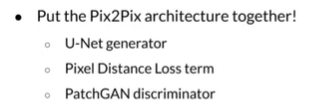 ● Put the Pix2Pix architecture together!
○ U-Net generator
○ Pixel Distance Loss term
○ PatchGAN discriminator